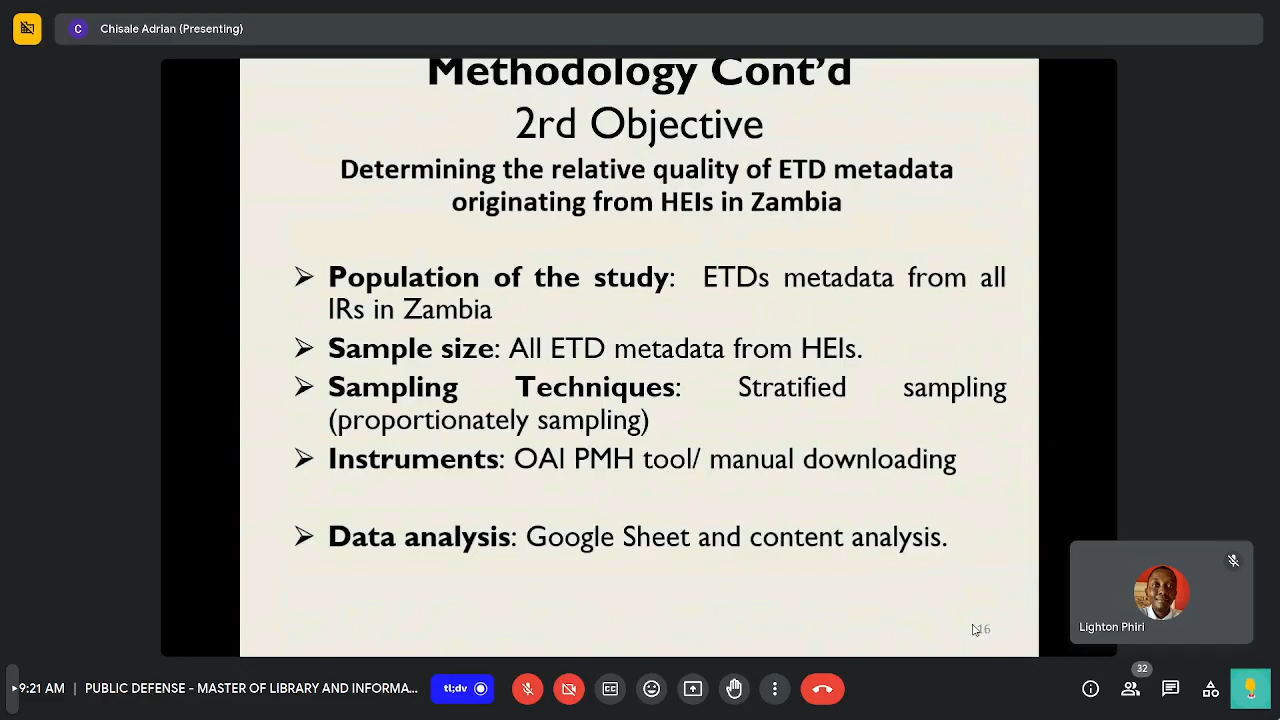 C Chisale Adrian (Presenting)
Methodology Cont'd
2rd Objective
Determining the relative quality of ETD metadata
originating from HEIs in Zambia
➢ Population of the study: ETDs metadata from all
IRs in Zambia
➢ Sample size: All ETD metadata from HEIs.
➢ Sampling Techniques: Stratified sampling
(proportionately sampling)
➢ Instruments: OAI PMH tool/ manual downloading
➢ Data analysis: Google Sheet and content analysis.
16
Lighton Phiri
9:21 AM | PUBLIC DEFENSE - MASTER OF LIBRARY AND INFORMA... tl;dv CC 32